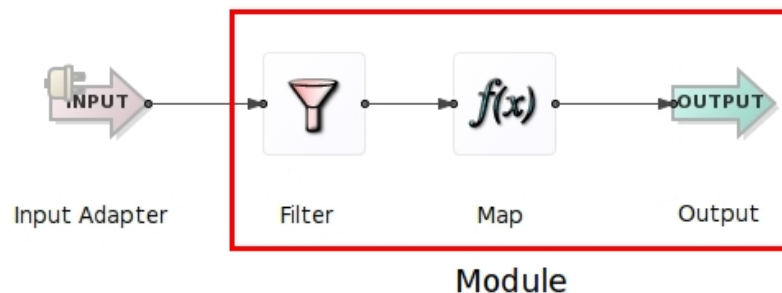 INPUT
f(x)
OUTPUT
Input Adapter
Filter
Map
Output
Module